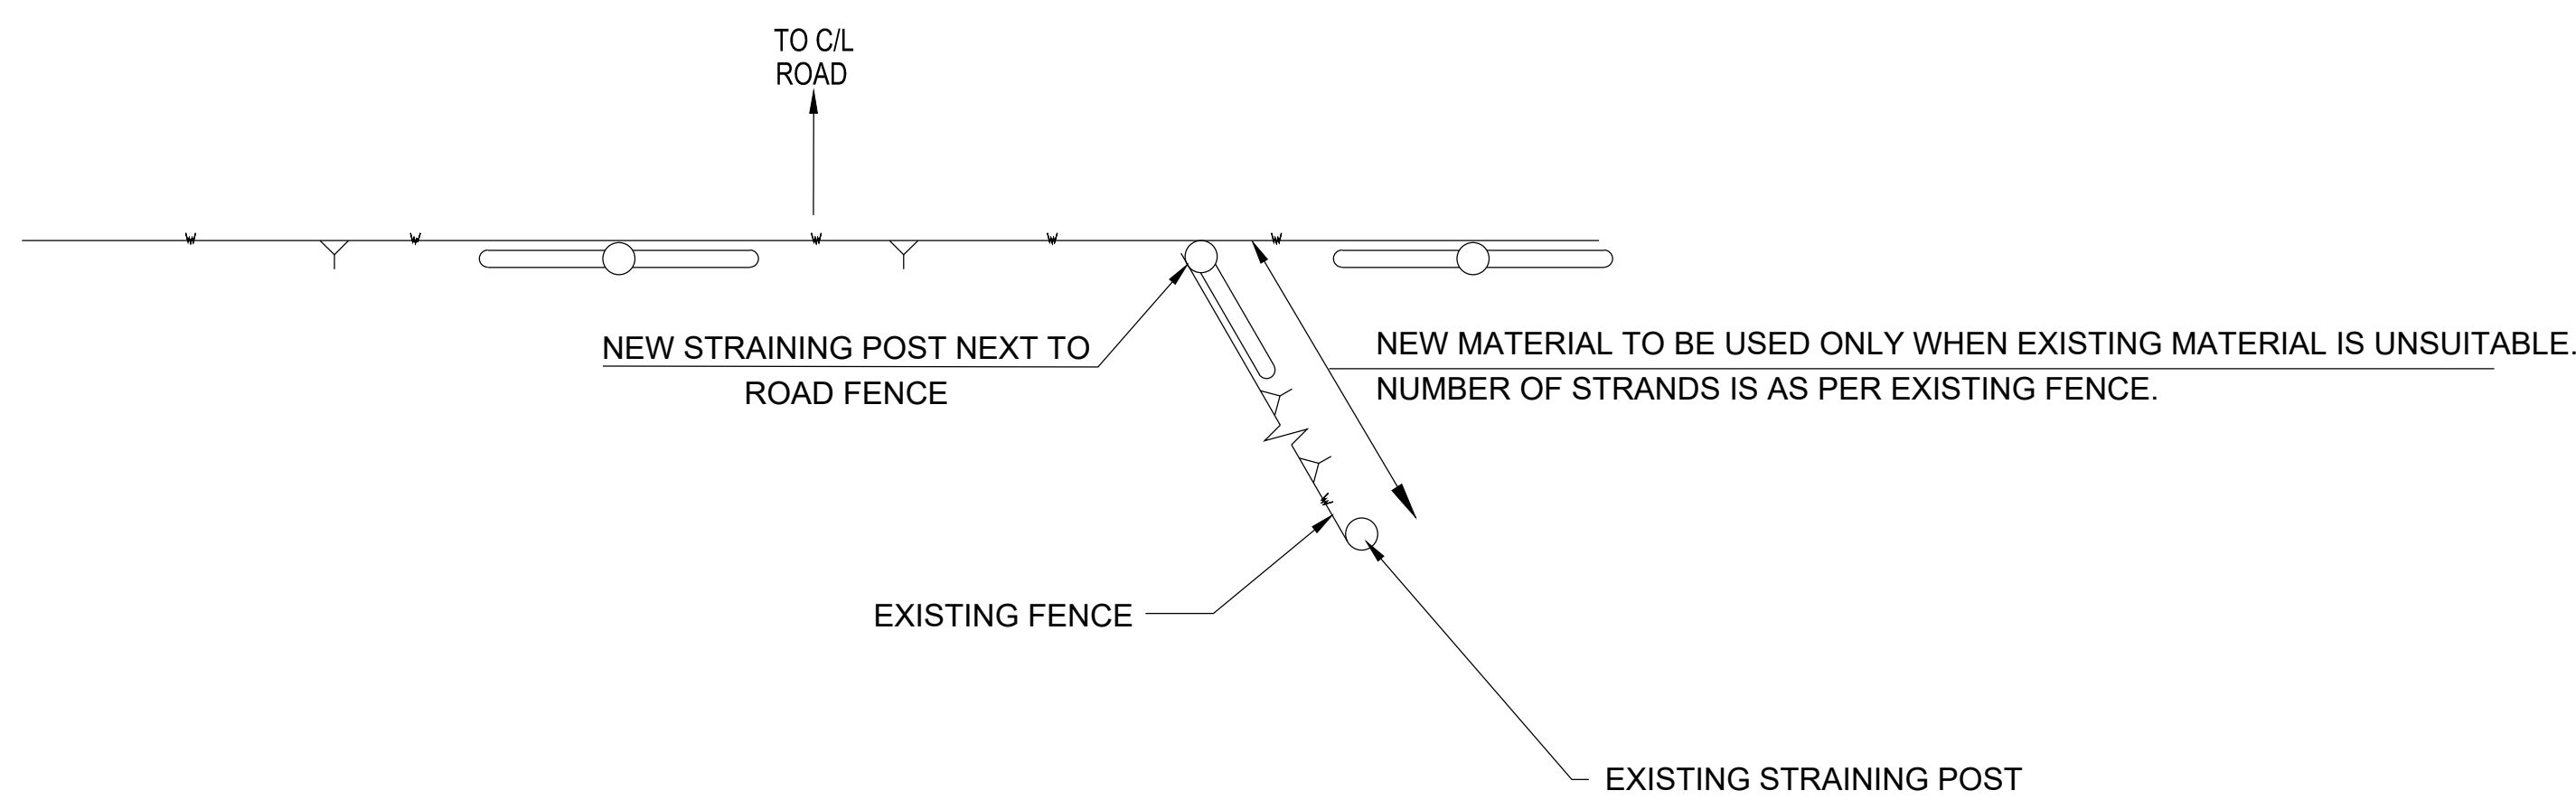 TO C/L
ROAD
NEW STRAINING POST NEXT TO
ROAD FENCE
NEW MATERIAL TO BE USED ONLY WHEN EXISTING MATERIAL IS UNSUITABLE.
NUMBER OF STRANDS IS AS PER EXISTING FENCE.
EXISTING FENCE
EXISTING STRAINING POST